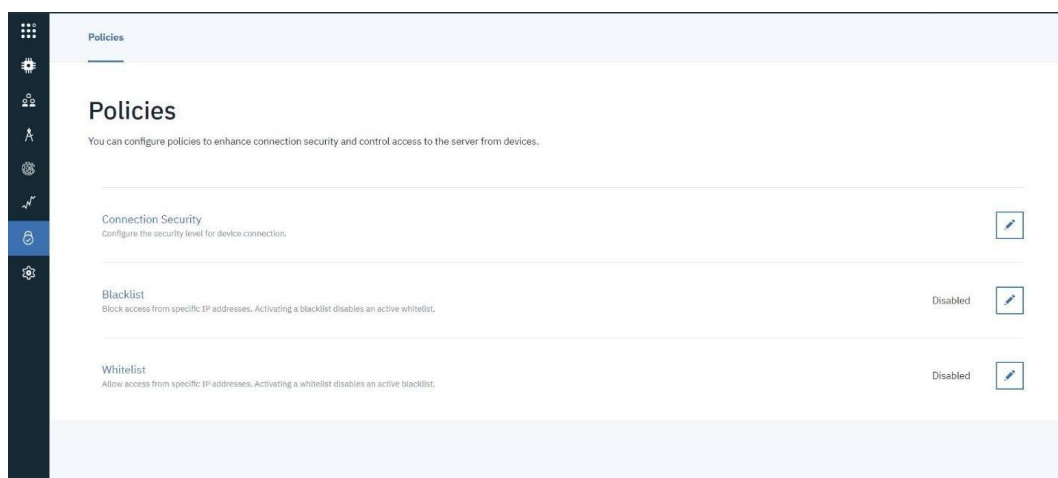 Policies
Policies
You can configure policies to enhance connection security and control access to the server from devices.
Connection Security
Configure the security level for device connection.
Blacklist
Block access from specific IP addresses. Activating a blacklist disables an active whitelist.
Disabled
Whitelist
Allow access from specific IP addresses. Activating a whitelist disables an active blacklist.
Disabled